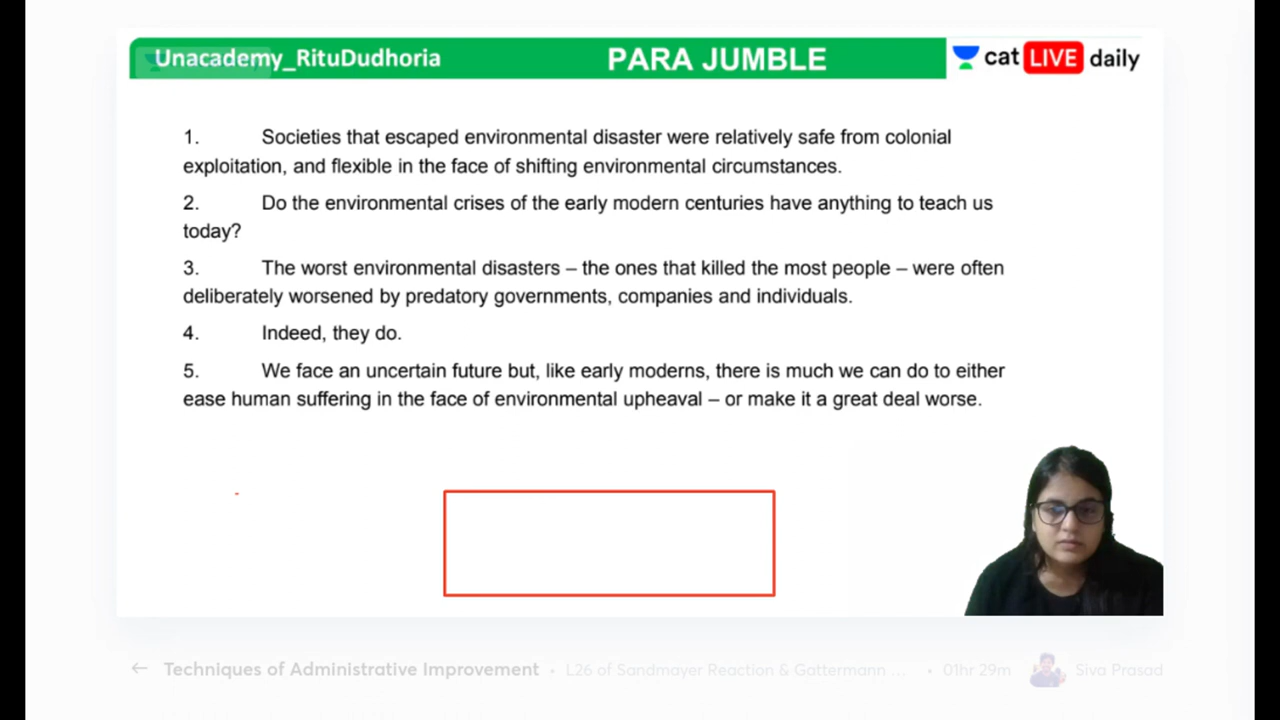 Unacademy_RituDudhoria
PARA JUMBLE
cat LIVE daily
1. Societies that escaped environmental disaster were relatively safe from colonial
exploitation, and flexible in the face of shifting environmental circumstances.
2. Do the environmental crises of the early modern centuries have anything to teach us
today?
3. The worst environmental disasters – the ones that killed the most people – were often
deliberately worsened by predatory governments, companies and individuals.
4. Indeed, they do.
5. We face an uncertain future but, like early moderns, there is much we can do to either
ease human suffering in the face of environmental upheaval – or make it a great deal worse.
← Techniques of Administrative Improvement • L26 of Sandmayer Reaction & Gattermann ... • 01hr 29m Siva Prasad